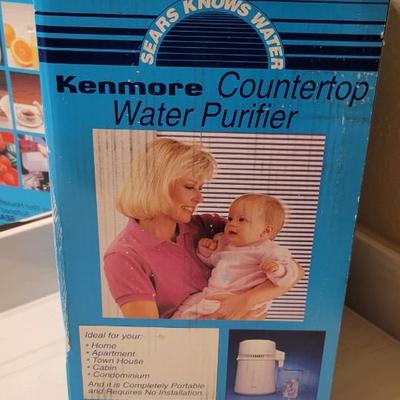 SEARS KNOWS WATER
Kenmore Countertop
Water Purifier
Ideal for your:
• Home
• Apartment
• Town House
• Cabin
• Condominium
And it is Completely Portable
and Requires No Installation.